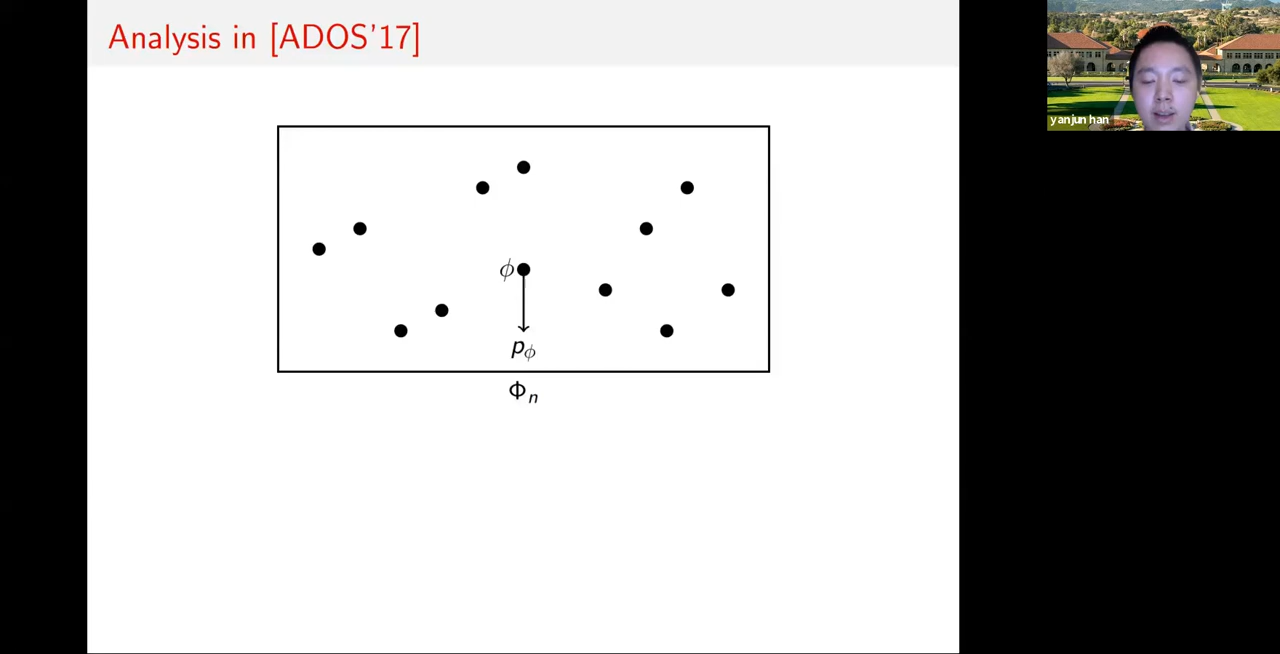 Analysis in [ADOS'17]
yanjun han
ϕ
p_ϕ
Φ_n